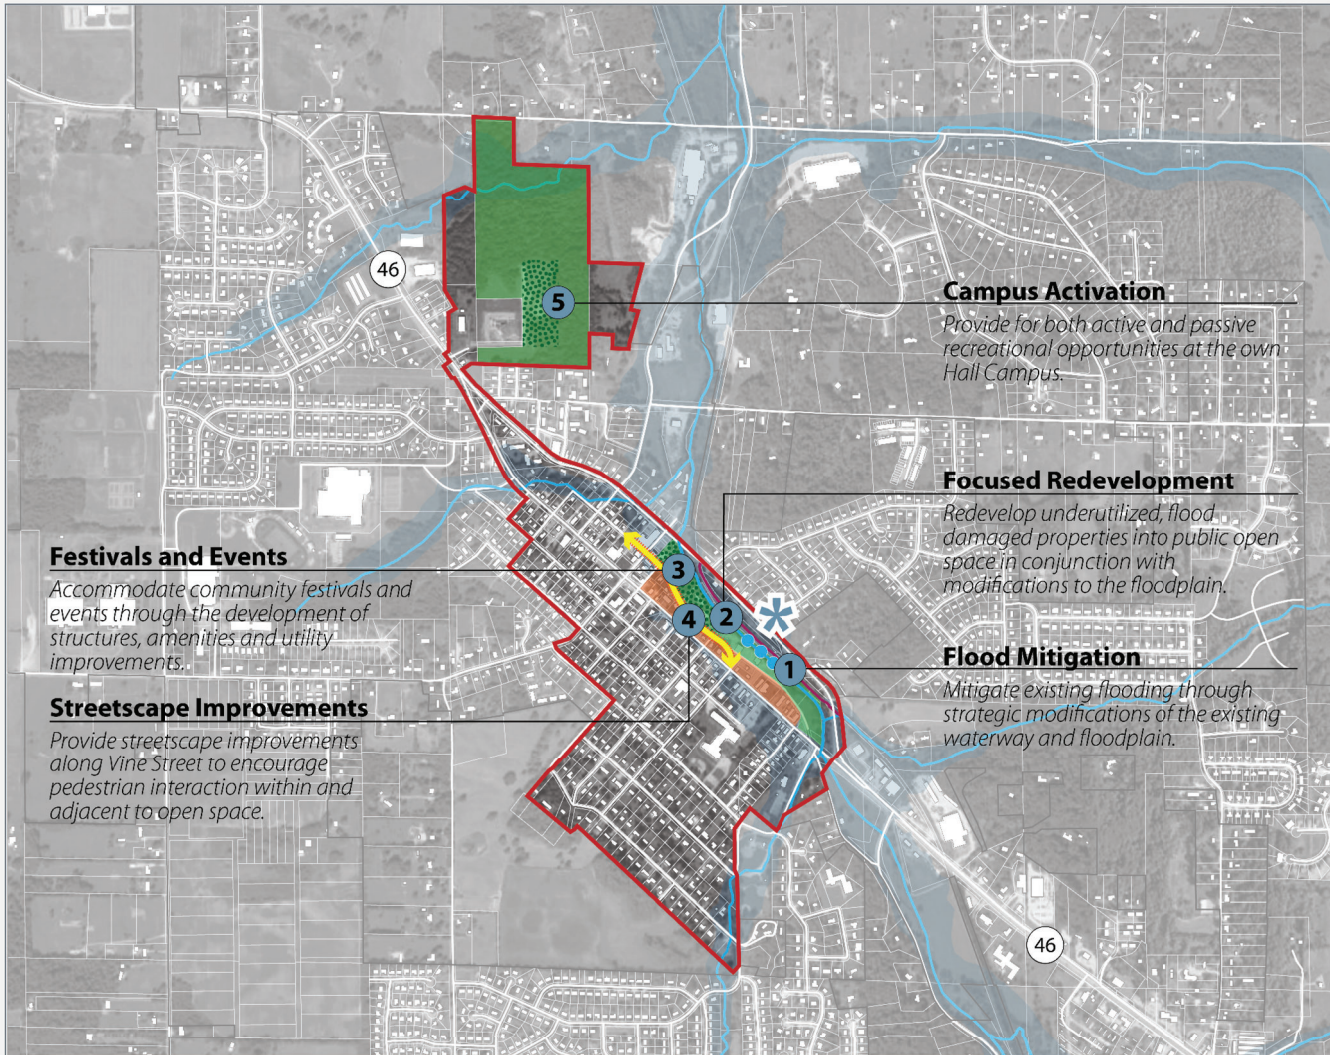 46
5
Campus Activation
Provide for both active and passive
recreational opportunities at the own
Hall Campus.
Focused Redevelopment
Redevelop underutilized, flood
damaged properties into public open
space in conjunction with
modifications to the floodplain.
Festivals and Events
Accommodate community festivals and
events through the development of
structures, amenities and utility
improvements.
3
2
*
4
1
Flood Mitigation
Mitigate existing flooding through
strategic modifications of the existing
waterway and floodplain.
Streetscape Improvements
Provide streetscape improvements
along Vine Street to encourage
pedestrian interaction within and
adjacent to open space.
46